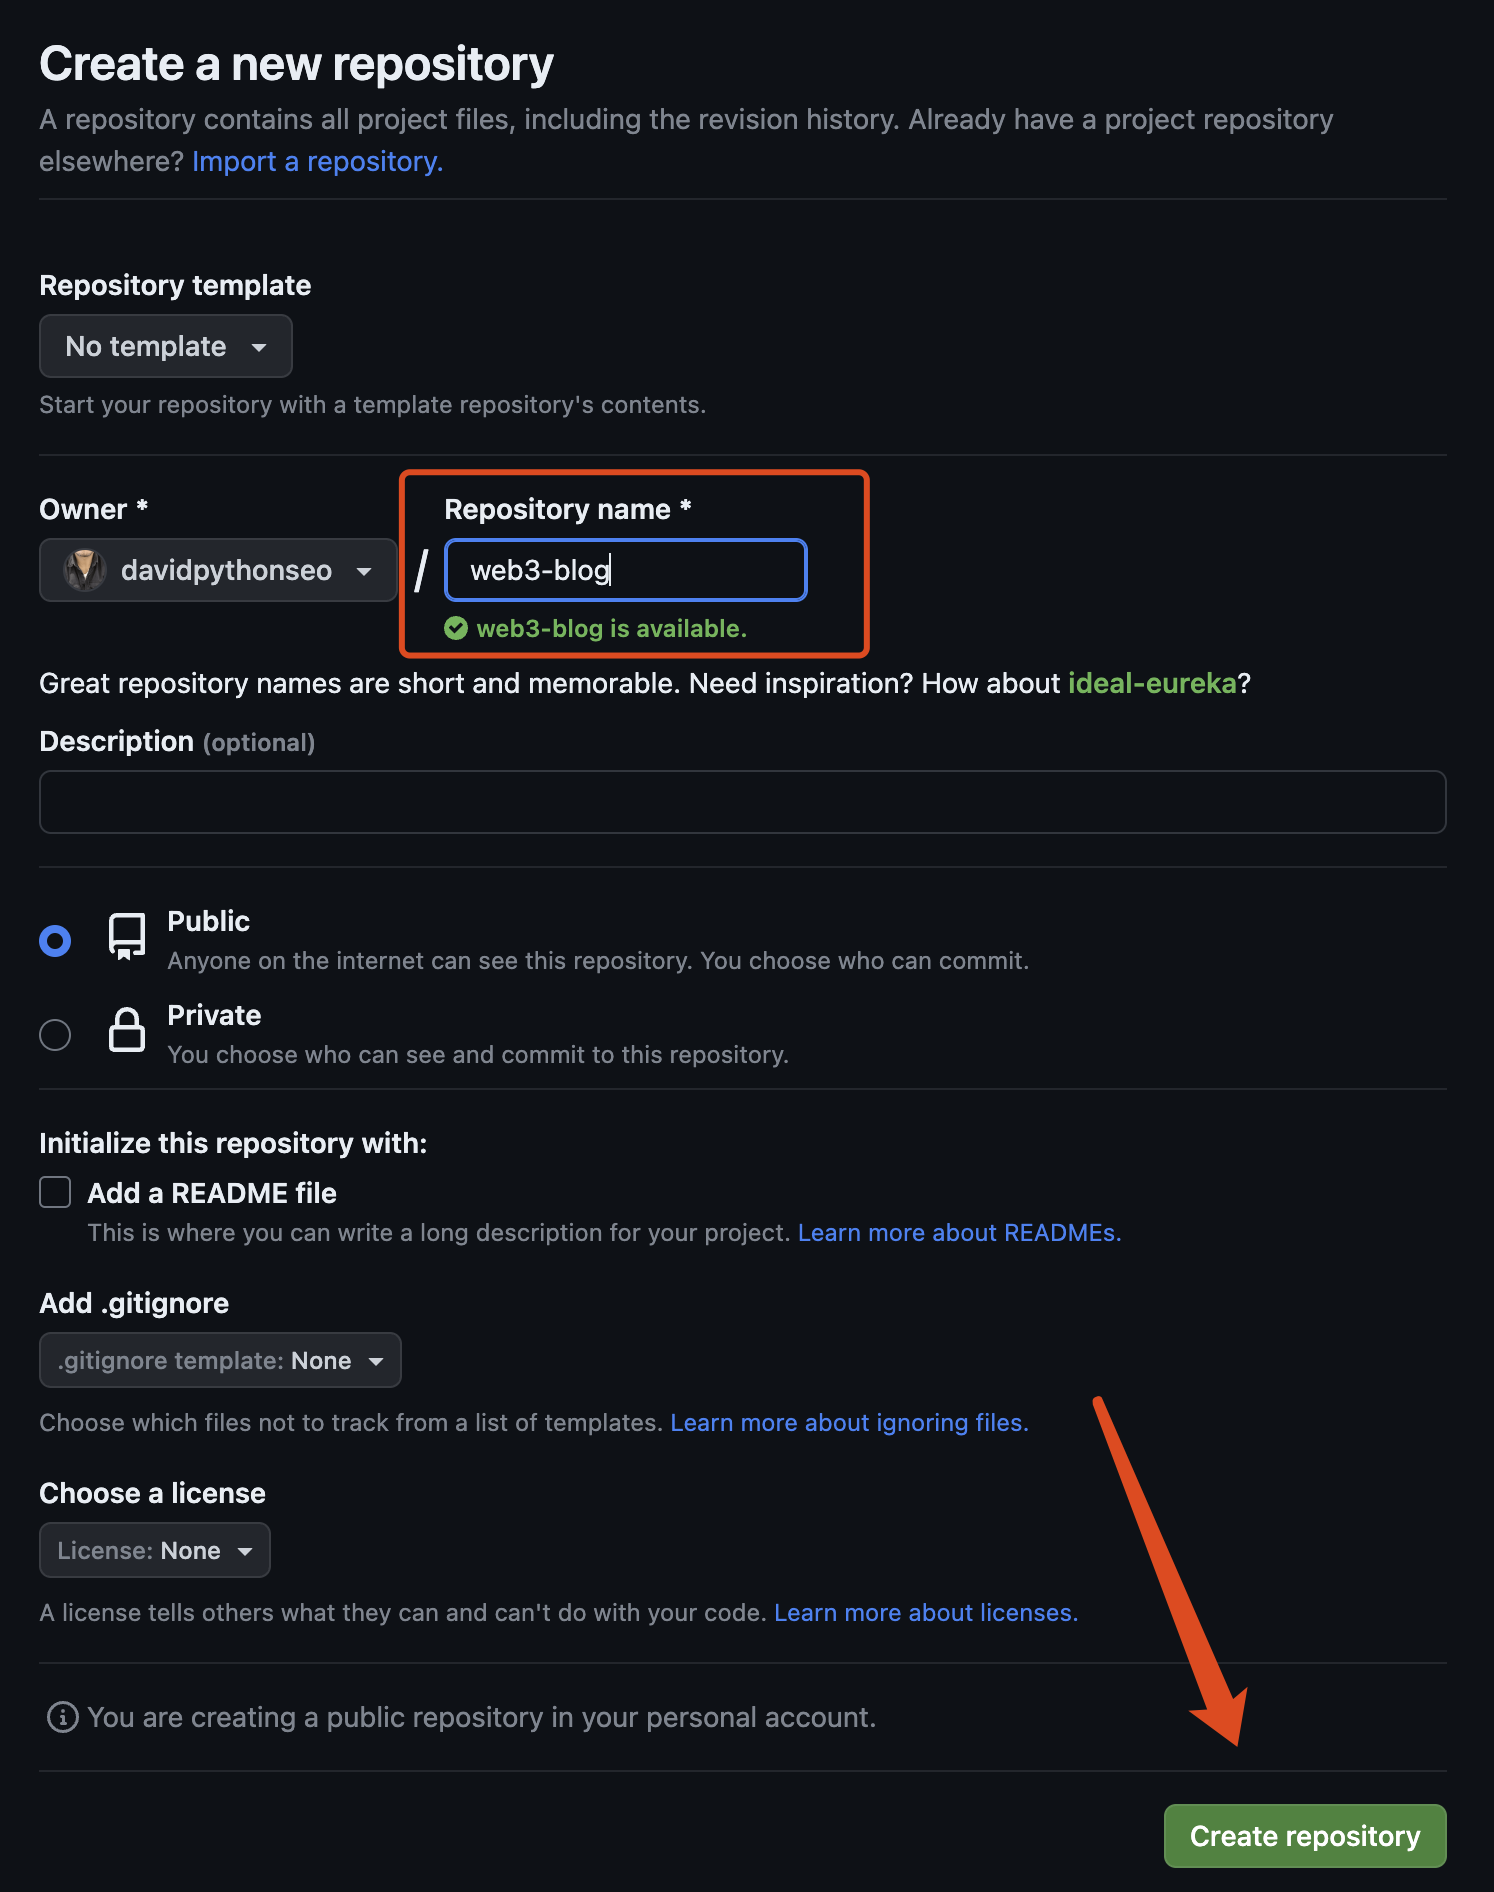 Create a new repository
A repository contains all project files, including the revision history. Already have a project repository
elsewhere? Import a repository.
Repository template
No template
Start your repository with a template repository's contents.
Owner * Repository name *
davidpythonseo / web3-blog
web3-blog is available.
Great repository names are short and memorable. Need inspiration? How about ideal-eureka?
Description (optional)
Public
Anyone on the internet can see this repository. You choose who can commit.
Private
You choose who can see and commit to this repository.
Initialize this repository with:
Add a README file
This is where you can write a long description for your project. Learn more about READMEs.
Add .gitignore
.gitignore template: None
Choose which files not to track from a list of templates. Learn more about ignoring files.
Choose a license
License: None
A license tells others what they can and can't do with your code. Learn more about licenses.
You are creating a public repository in your personal account.
Create repository